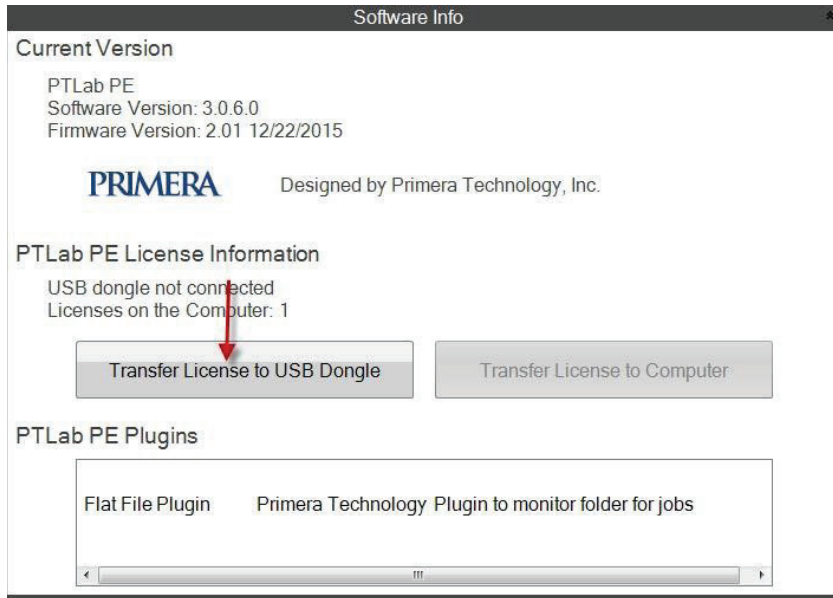 Software Info
Current Version
PTLab PE
Software Version: 3.0.6.0
Firmware Version: 2.01 12/22/2015
PRIMERA Designed by Primera Technology, Inc.
PTLab PE License Information
USB dongle not connected
Licenses on the Computer: 1
Transfer License to USB Dongle Transfer License to Computer
PTLab PE Plugins
Flat File Plugin Primera Technology Plugin to monitor folder for jobs